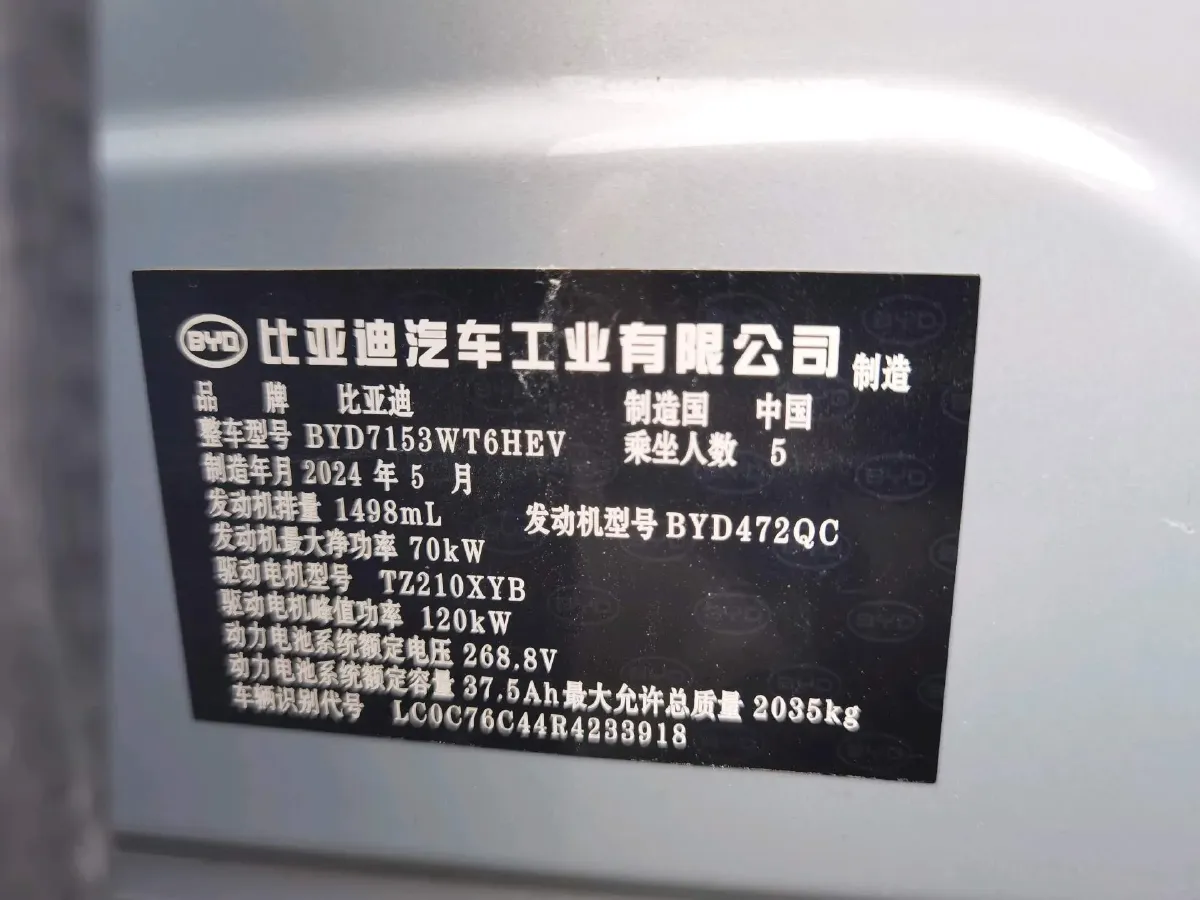 BYD 比亚迪汽车工业有限公司 制造
品 牌 比亚迪 制造国 中国
整车型号 BYD7153WT6HEV 乘坐人数 5
制造年月 2024 年 5 月
发动机排量 1498mL 发动机型号 BYD472QC
发动机最大净功率 70kW
驱动电机型号 TZ210XYB
驱动电机峰值功率 120kW
动力电池系统额定电压 268.8V
动力电池系统额定容量 37.5Ah 最大允许总质量 2035kg
车辆识别代号 LC0C76C44R4233918